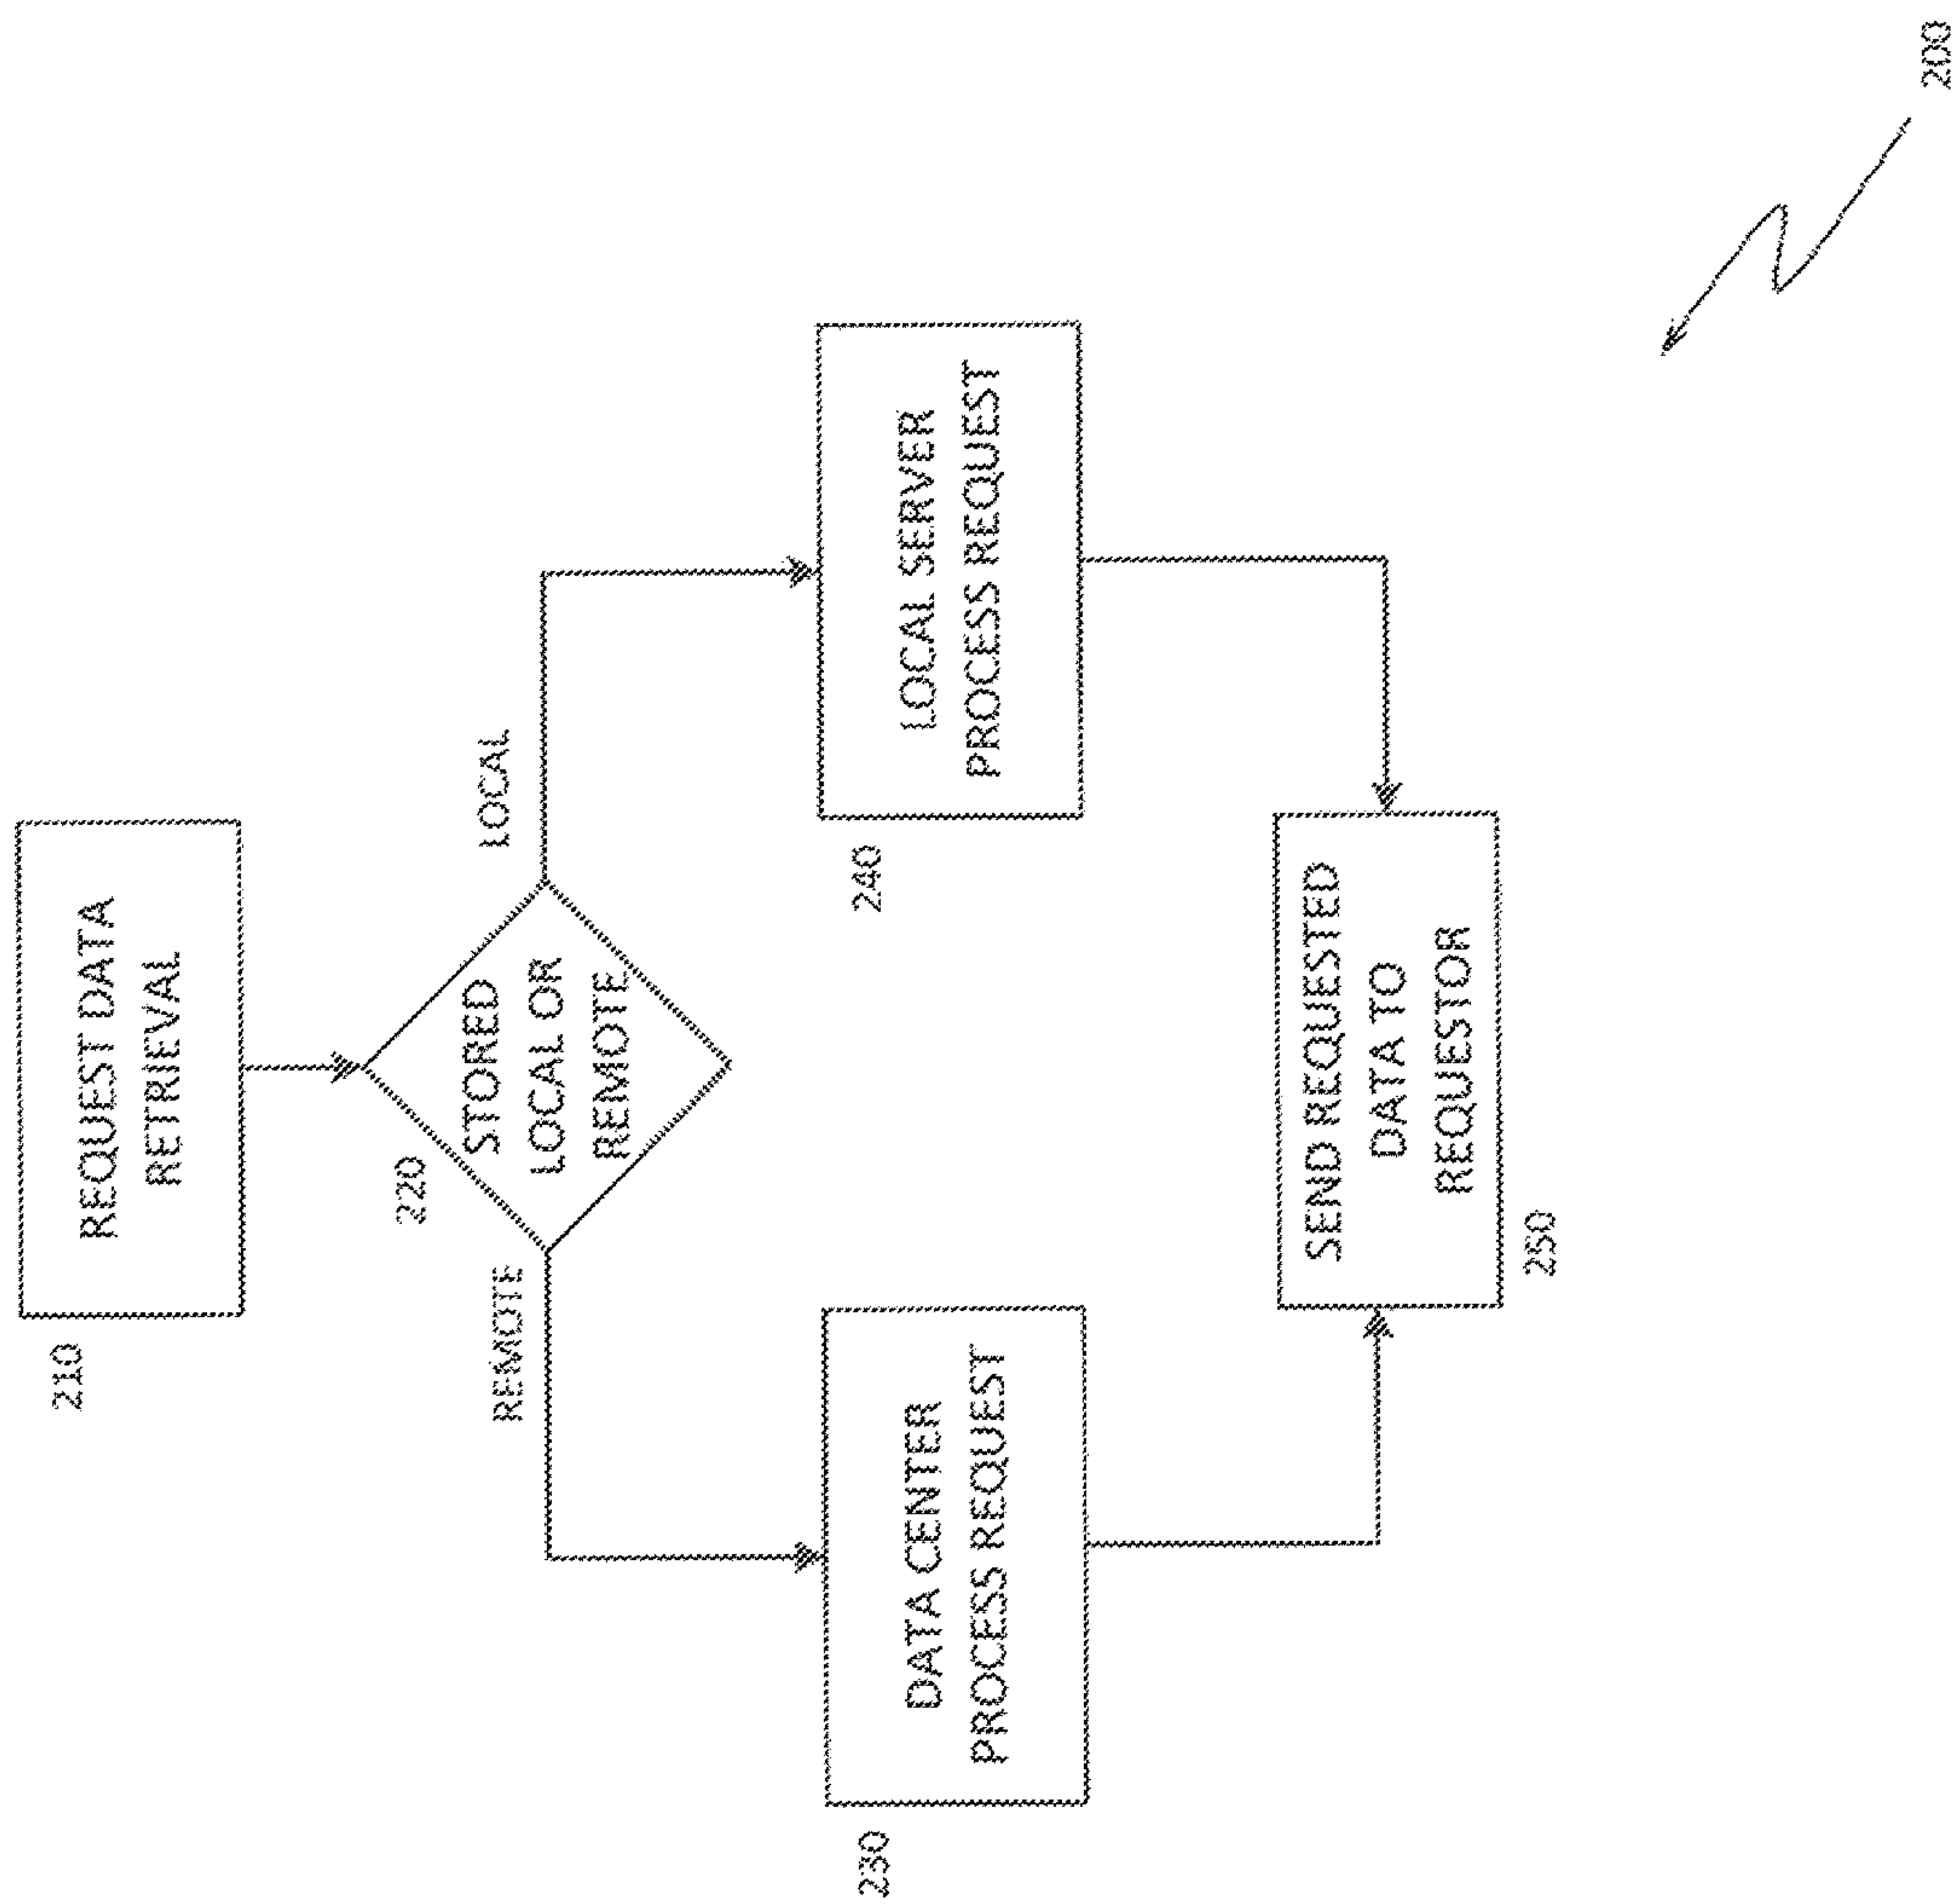 210
REQUEST DATA
RETRIEVAL
220
STORED
LOCAL OR
REMOTE
REMOTE
LOCAL
230
DATA CENTER
PROCESS REQUEST
240
LOCAL SERVER
PROCESS REQUEST
SEND REQUESTED
DATA TO
REQUESTOR
250
200